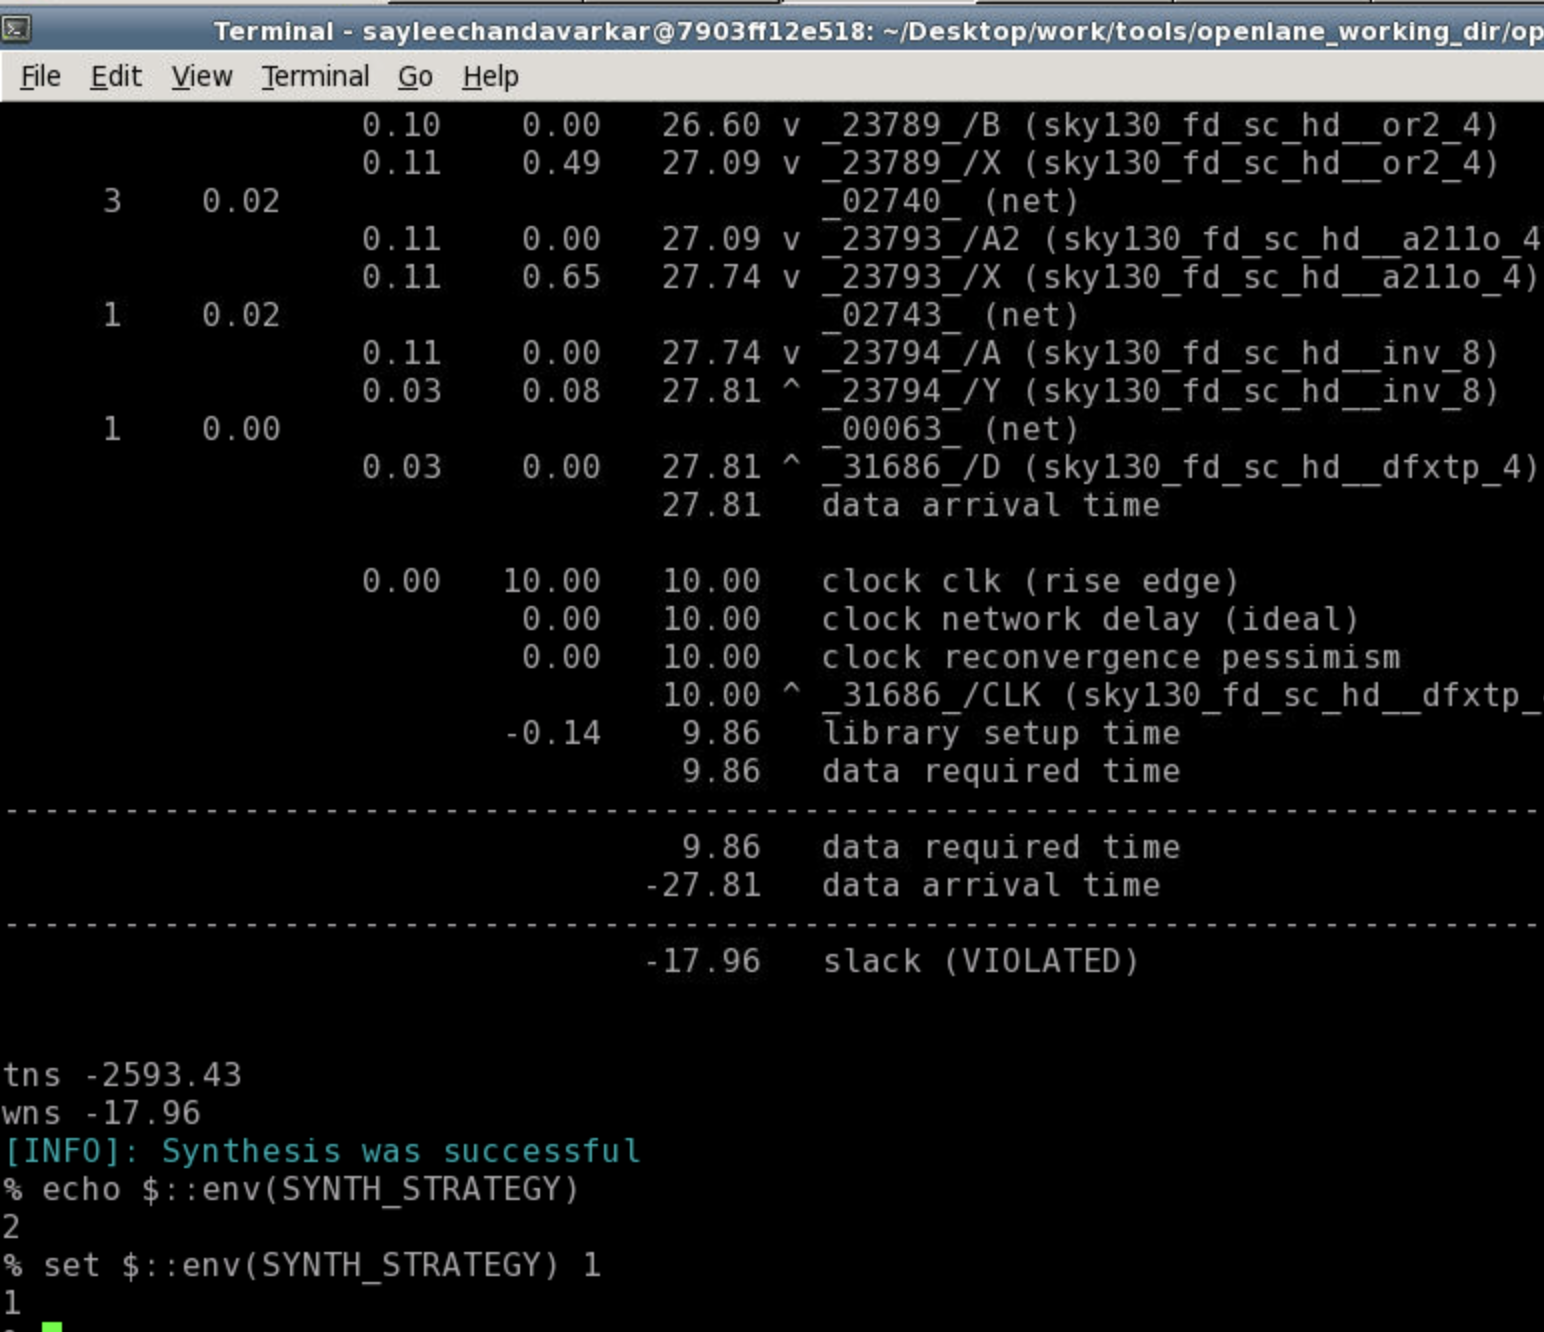 Terminal - sayleechandavarkar@7903ff12e518: ~/Desktop/work/tools/openlane_working_dir/op
File Edit View Terminal Go Help
0.10 0.00 26.60 v _23789_/B (sky130_fd_sc_hd__or2_4)
0.11 0.49 27.09 v _23789_/X (sky130_fd_sc_hd__or2_4)
3 0.02 _02740_ (net)
0.11 0.00 27.09 v _23793_/A2 (sky130_fd_sc_hd__a211o_4
0.11 0.65 27.74 v _23793_/X (sky130_fd_sc_hd__a211o_4)
1 0.02 _02743_ (net)
0.11 0.00 27.74 v _23794_/A (sky130_fd_sc_hd__inv_8)
0.03 0.08 27.81 ^ _23794_/Y (sky130_fd_sc_hd__inv_8)
1 0.00 _00063_ (net)
0.03 0.00 27.81 ^ _31686_/D (sky130_fd_sc_hd__dfxtp_4)
27.81 data arrival time
0.00 10.00 10.00 clock clk (rise edge)
0.00 10.00 clock network delay (ideal)
0.00 10.00 clock reconvergence pessimism
10.00 ^ _31686_/CLK (sky130_fd_sc_hd__dfxtp_
-0.14 9.86 library setup time
9.86 data required time
-----------------------------------------------------------------------------
9.86 data required time
-27.81 data arrival time
-----------------------------------------------------------------------------
-17.96 slack (VIOLATED)
tns -2593.43
wns -17.96
[INFO]: Synthesis was successful
% echo $::env(SYNTH_STRATEGY)
2
% set $::env(SYNTH_STRATEGY) 1
1